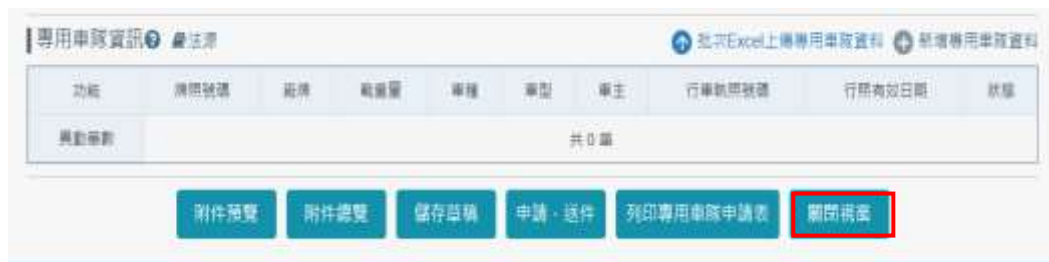 專用車隊資訊 法源
批次Excel上傳專用車隊資料 新增專用車隊資料
功能 牌照號碼 廠牌 載重量 車種 車型 車主 行車執照號碼 行照有效日期 狀態
異動筆數 共 0 筆
附件預覽 附件總覽 儲存草稿 申請、送件 列印專用車隊申請表 關閉視窗